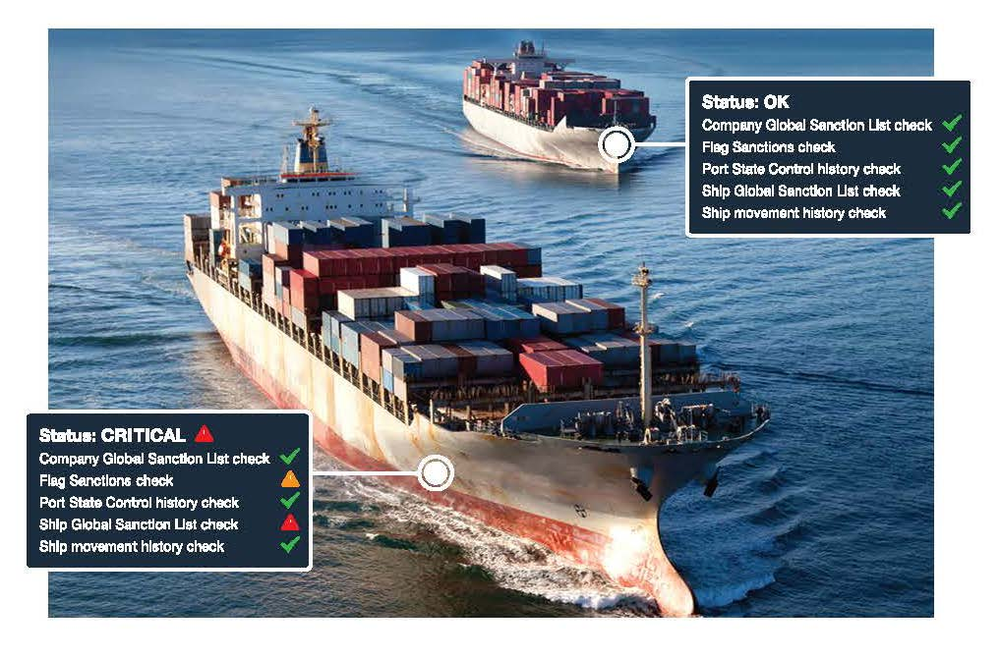 Status: OK
Company Global Sanction List check
Flag Sanctions check
Port State Control history check
Ship Global Sanction List check
Ship movement history check
Status: CRITICAL
Company Global Sanction List check
Flag Sanctions check
Port State Control history check
Ship Global Sanction List check
Ship movement history check